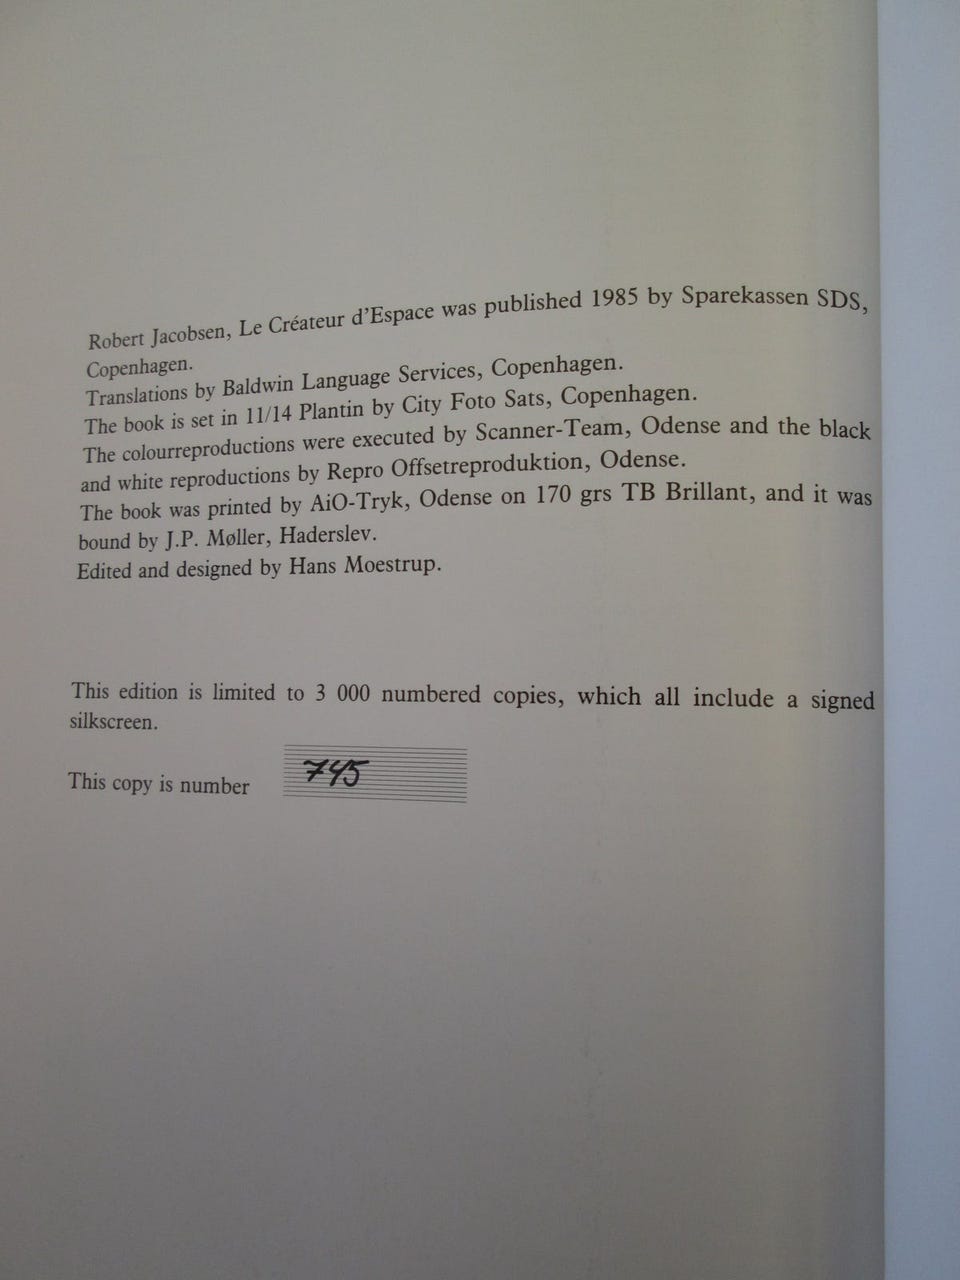 Robert Jacobsen, Le Créateur d'Espace was published 1985 by Sparekassen SDS,
Copenhagen.
Translations by Baldwin Language Services, Copenhagen.
The book is set in 11/14 Plantin by City Foto Sats, Copenhagen.
The colourreproductions were executed by Scanner-Team, Odense and the black
and white reproductions by Repro Offsetreproduktion, Odense.
The book was printed by AiO-Tryk, Odense on 170 grs TB Brillant, and it was
bound by J.P. Møller, Haderslev.
Edited and designed by Hans Moestrup.
This edition is limited to 3 000 numbered copies, which all include a signed
silkscreen.
This copy is number 745